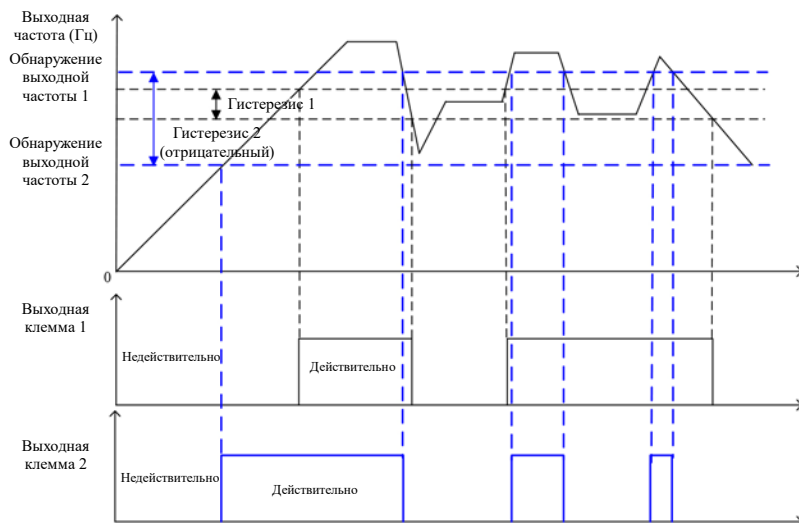 Выходная
частота (Гц)
Обнаружение
выходной
частоты 1
Гистерезис 1
Гистерезис 2
(отрицательный)
Обнаружение
выходной
частоты 2
0
Выходная
клемма 1
Недействительно
Действительно
Выходная
клемма 2
Недействительно
Действительно